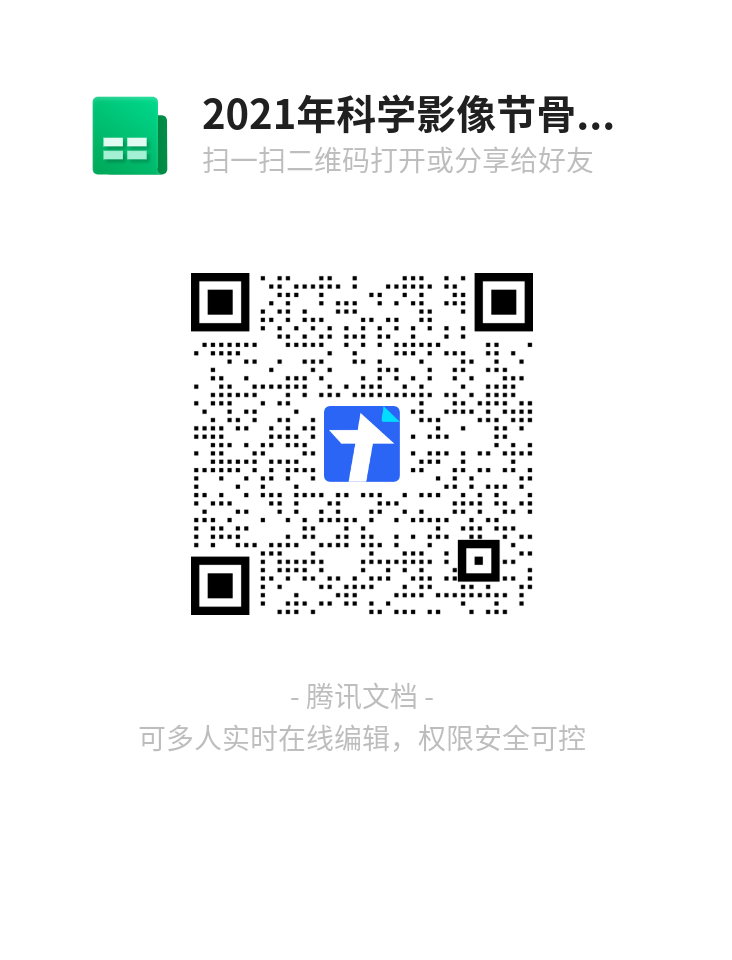 2021年科学影像节骨...
扫一扫二维码打开或分享给好友
- 腾讯文档 -
可多人实时在线编辑，权限安全可控